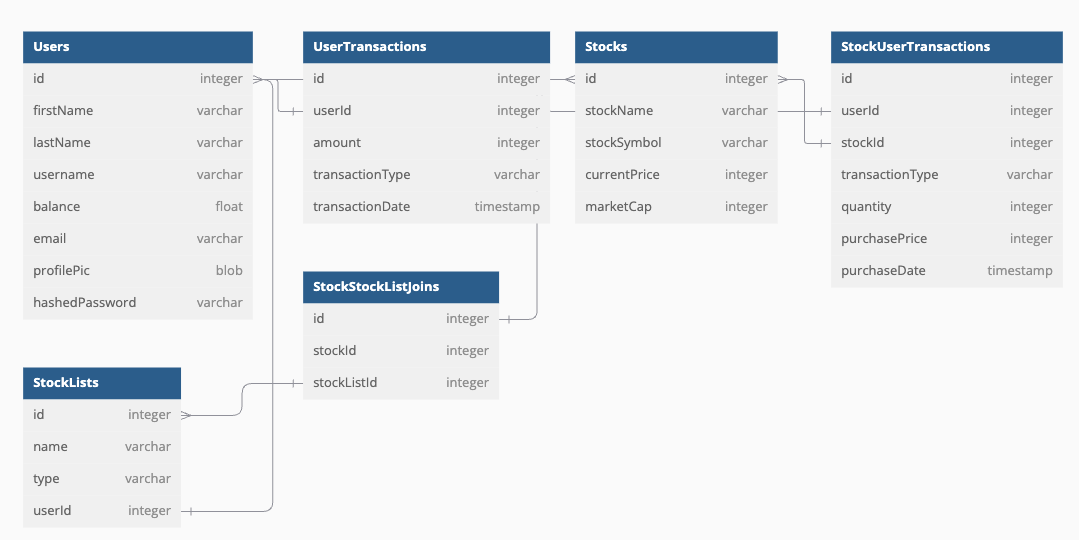 Users
id integer
firstName varchar
lastName varchar
username varchar
balance float
email varchar
profilePic blob
hashedPassword varchar
UserTransactions
id integer
userId integer
amount integer
transactionType varchar
transactionDate timestamp
Stocks
id integer
stockName varchar
stockSymbol varchar
currentPrice integer
marketCap integer
StockUserTransactions
id integer
userId integer
stockId integer
transactionType varchar
quantity integer
purchasePrice integer
purchaseDate timestamp
StockStockListJoins
id integer
stockId integer
stockListId integer
StockLists
id integer
name varchar
type varchar
userId integer